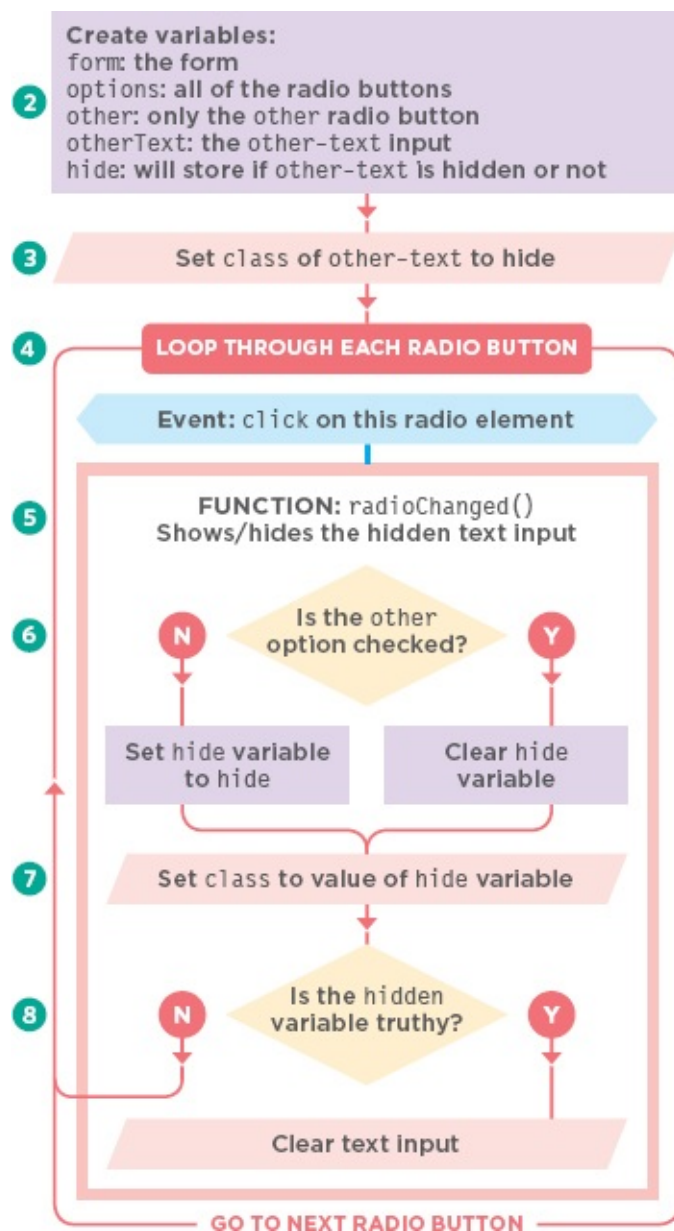 Create variables:
form: the form
options: all of the radio buttons
2
other: only the other radio button
otherText: the other-text input
hide: will store if other-text is hidden or not
3
Set class of other-text to hide
4
LOOP THROUGH EACH RADIO BUTTON
Event: click on this radio element
5
FUNCTION: radioChanged()
Shows/hides the hidden text input
6
N
Is the other
option checked?
Y
Set hide variable
to hide
Clear hide
variable
7
Set class to value of hide variable
8
N
Is the hidden
variable truthy?
Y
Clear text input
GO TO NEXT RADIO BUTTON